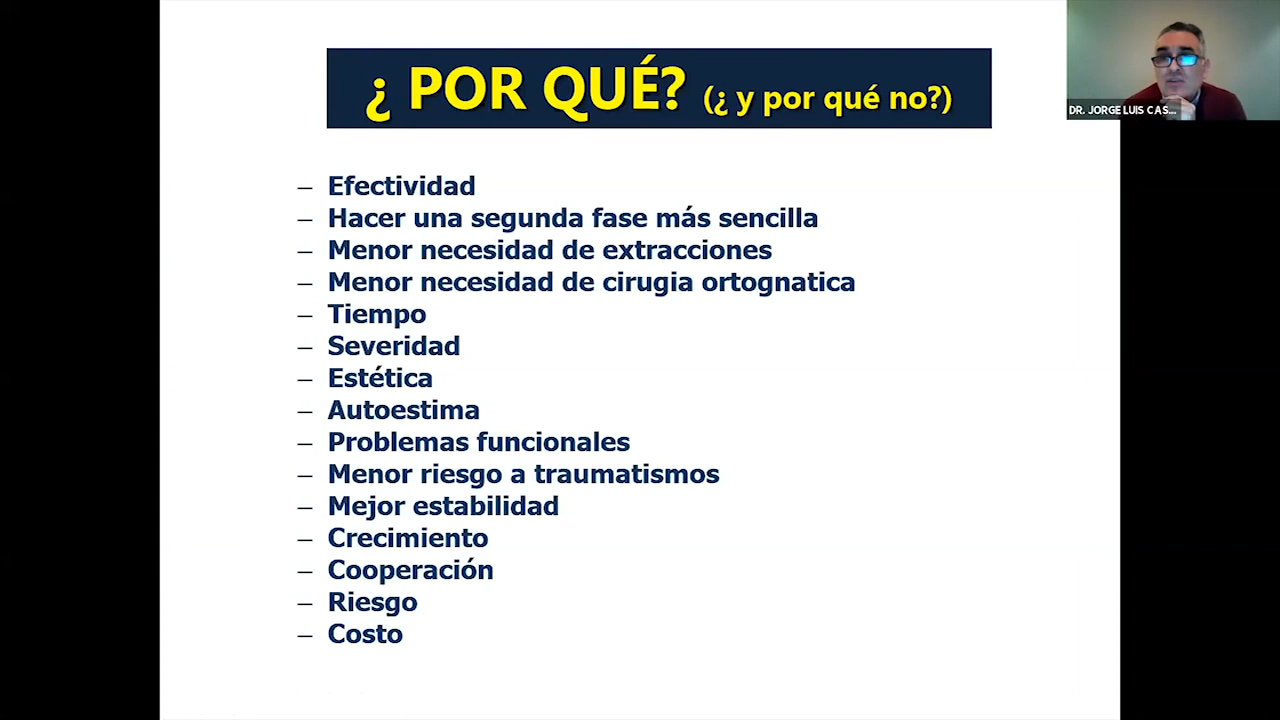 ¿ POR QUÉ? (¿ y por qué no?)
DR. JORGE LUIS CAS...
– Efectividad
– Hacer una segunda fase más sencilla
– Menor necesidad de extracciones
– Menor necesidad de cirugia ortognatica
– Tiempo
– Severidad
– Estética
– Autoestima
– Problemas funcionales
– Menor riesgo a traumatismos
– Mejor estabilidad
– Crecimiento
– Cooperación
– Riesgo
– Costo